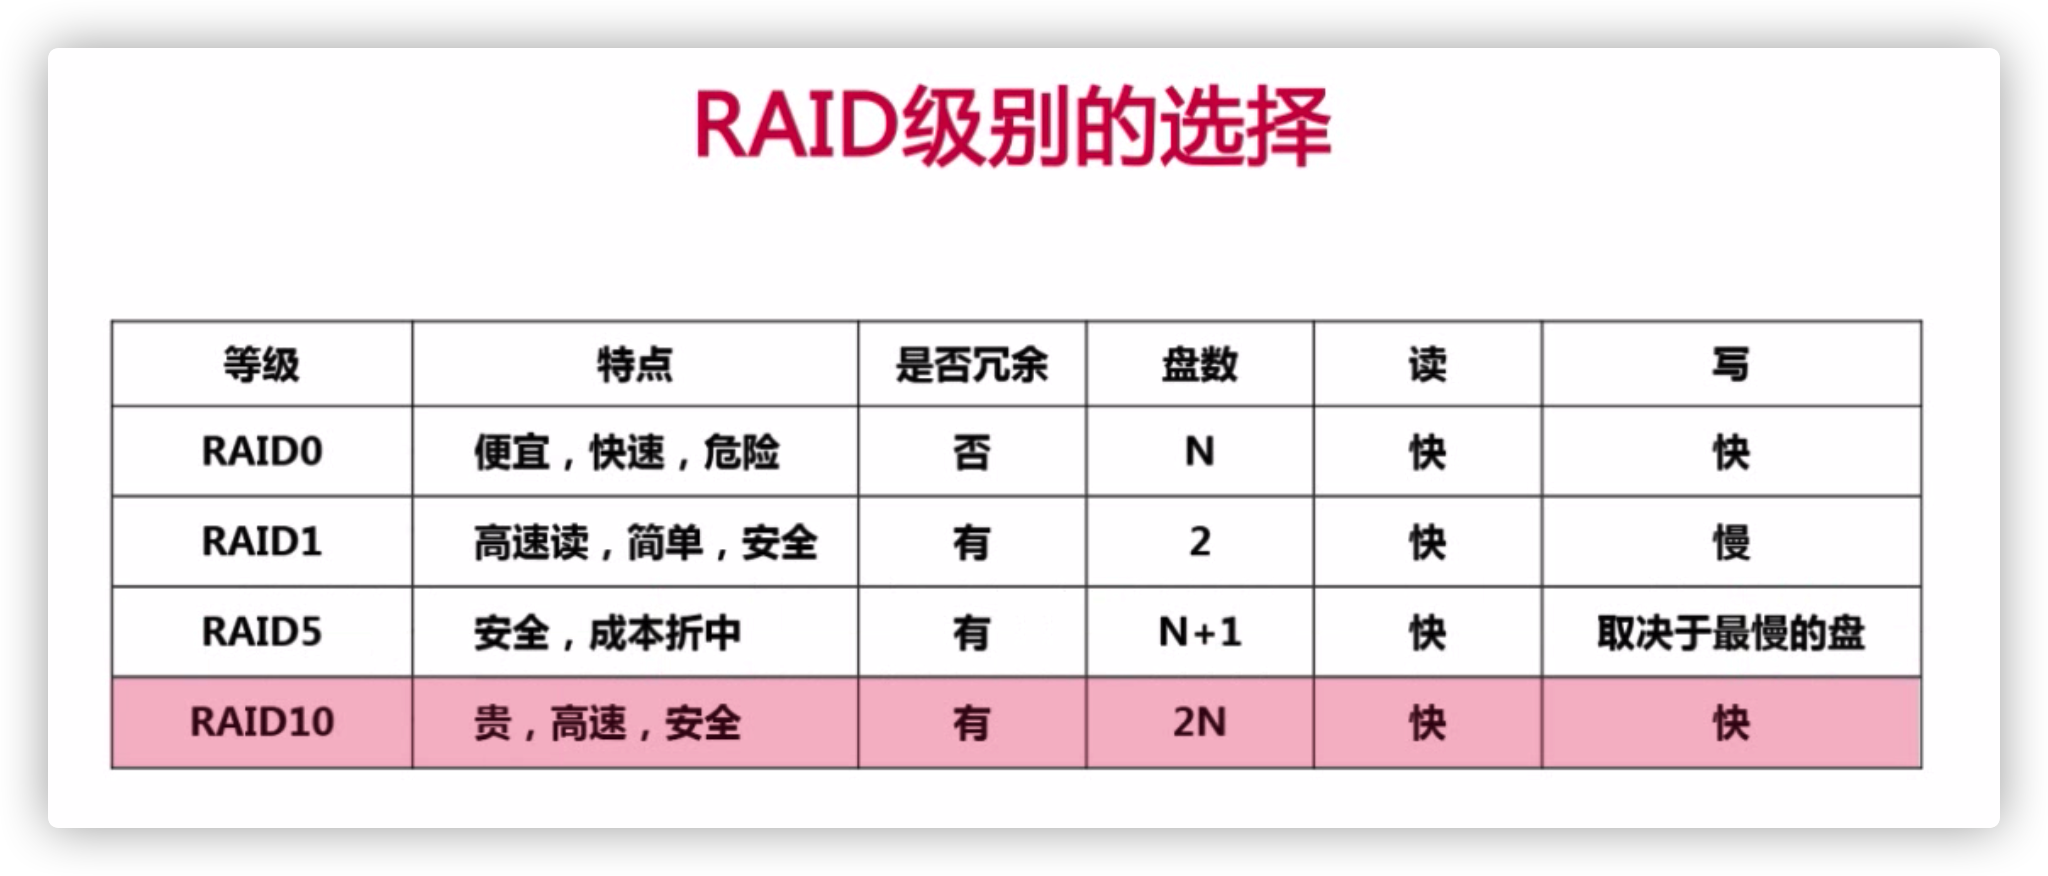 RAID级别的选择
等级 特点 是否冗余 盘数 读 写
RAID0 便宜，快速，危险 否 N 快 快
RAID1 高速读，简单，安全 有 2 快 慢
RAID5 安全，成本折中 有 N+1 快 取决于最慢的盘
RAID10 贵，高速，安全 有 2N 快 快